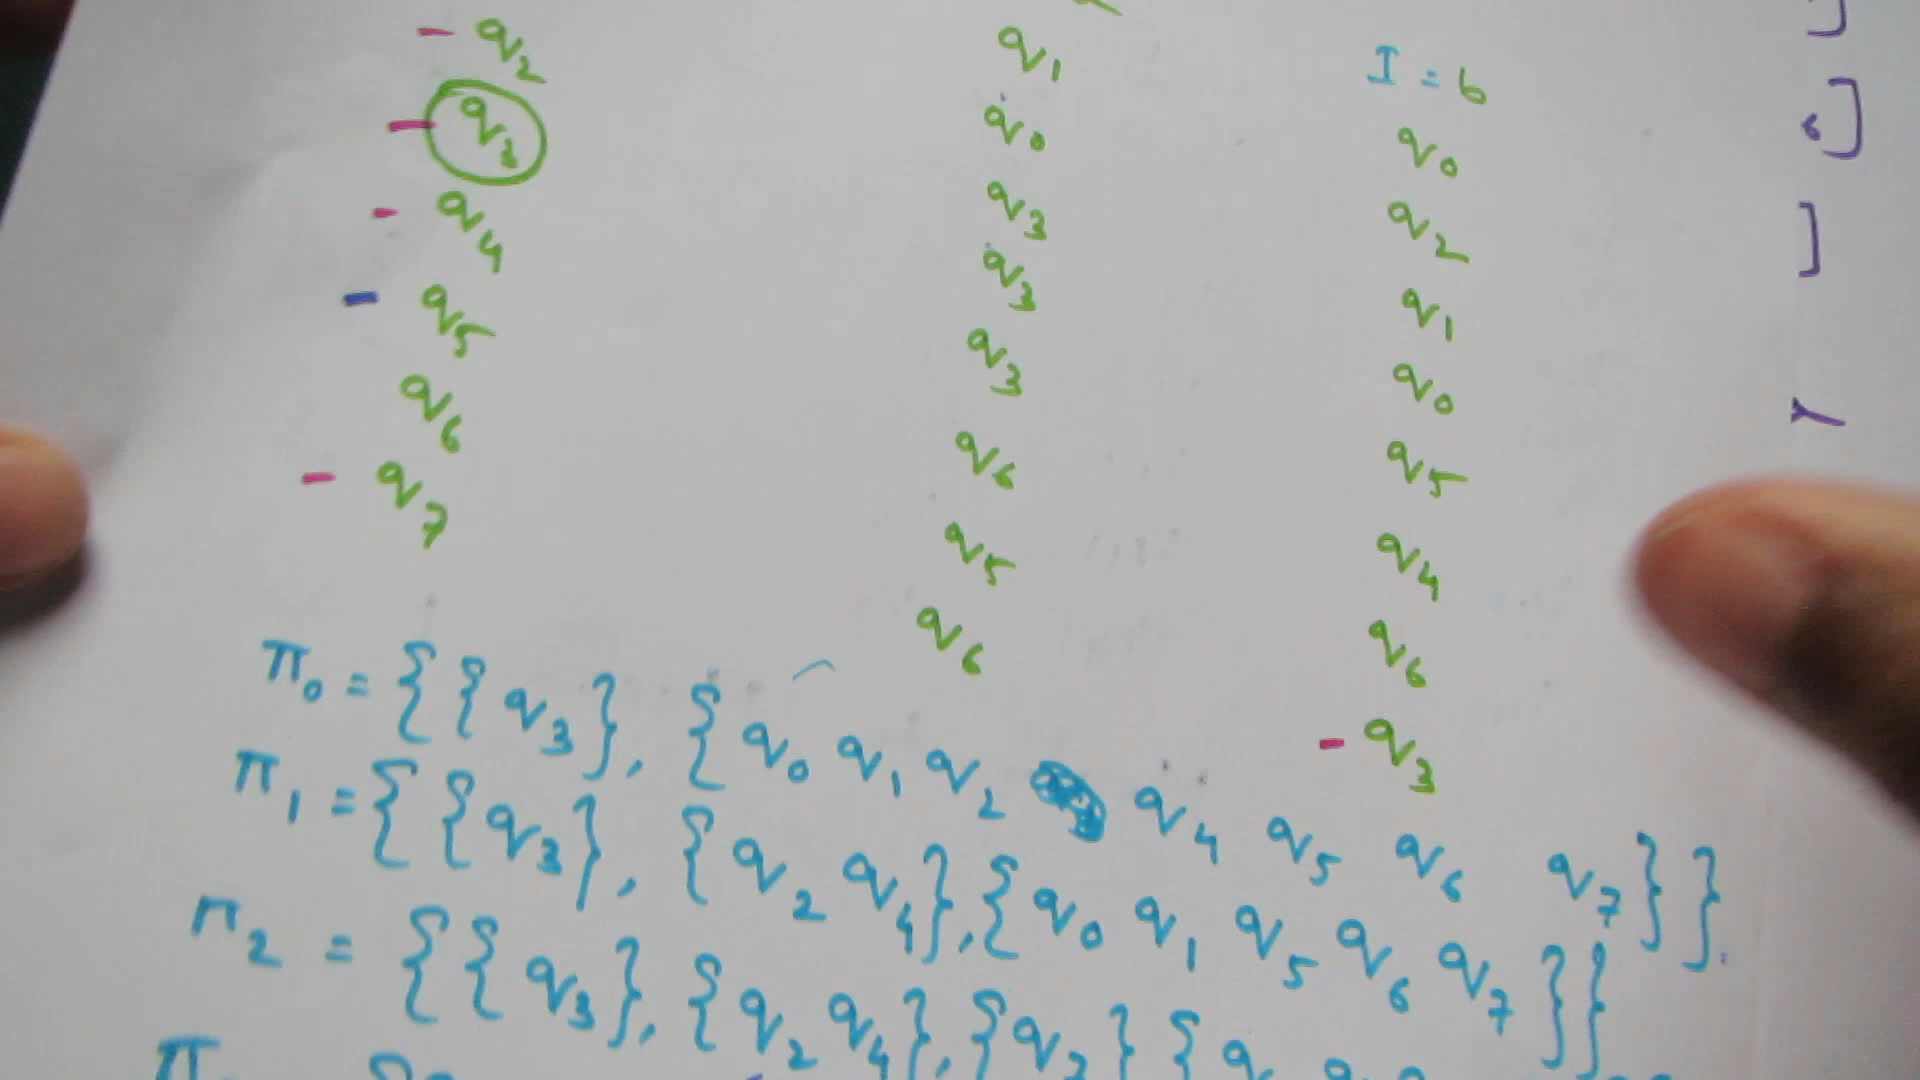 - q2 q1 I = b
- q3 q0 q0
- q4 q3 q2
- q5 q3 q1
q6 q3 q0
- q7 q6 q5
q5 q4
q6 q6
- q3
π0 = {{q3}, {q0 q1 q2 q4 q5 q6 q7}}.
π1 = {{q3}, {q2 q4}, {q0 q1 q5 q6 q7}}
π2 = {{q3}, {q2 q4}, {q7} {